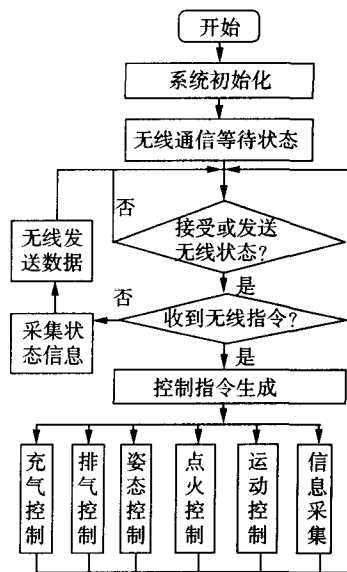 开始
系统初始化
无线通信等待状态
否
接受或发送
无线状态?
无线发
送数据
是
否
收到无线指令?
采集状
态信息
是
控制指令生成
充气控制
排气控制
姿态控制
点火控制
运动控制
信息采集